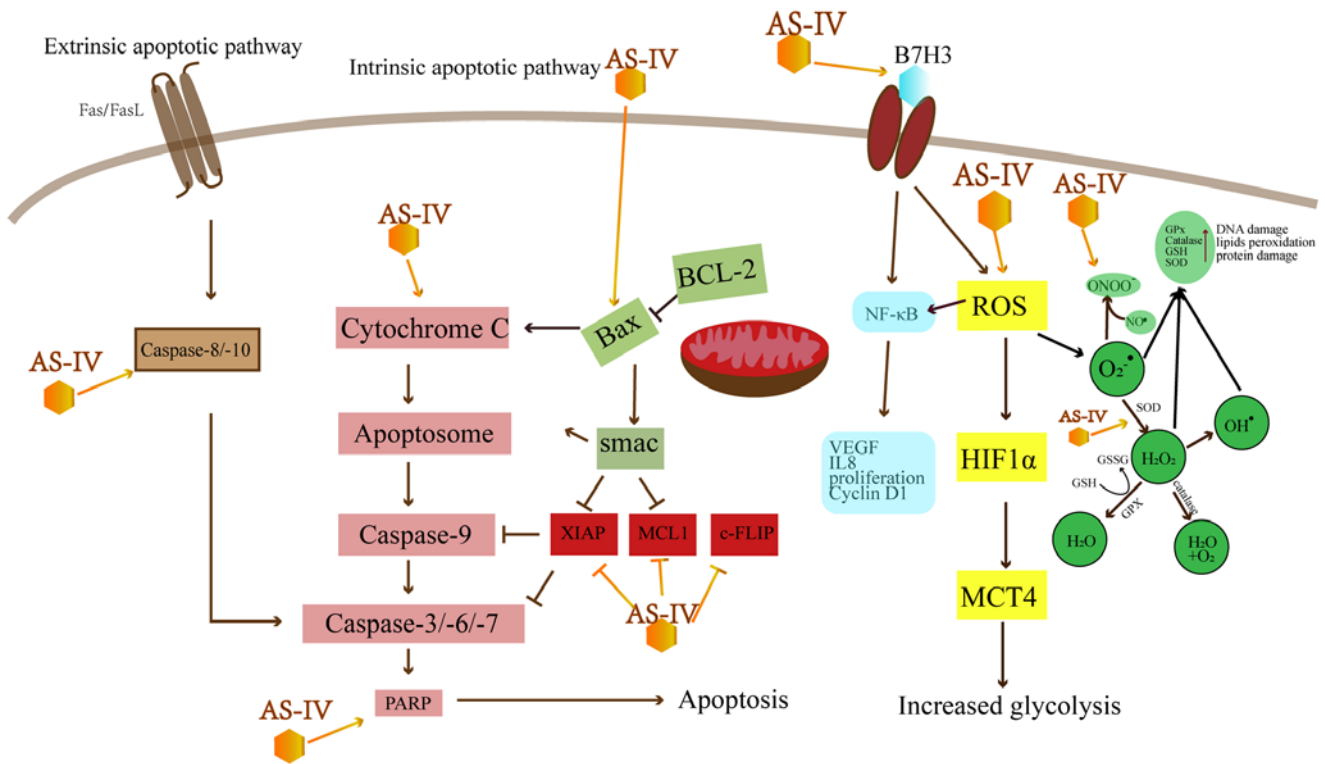 Extrinsic apoptotic pathway
Fas/FasL
Intrinsic apoptotic pathway
AS-IV
AS-IV
B7H3
AS-IV
AS-IV
AS-IV
GPx
Catalase
GSH
SOD
DNA damage
lipids peroxidation
protein damage
BCL-2
Bax
Cytochrome C
NF-κB
ROS
ONOO⁻
NO•
O₂⁻•
Caspase-8/-10
AS-IV
Apoptosome
smac
VEGF
IL8
proliferation
Cyclin D1
HIF1α
SOD
AS-IV
H₂O₂
OH•
GSSG
GSH
GPX
catalase
H₂O
H₂O
+O₂
Caspase-9
XIAP
MCL1
c-FLIP
AS-IV
Caspase-3/-6/-7
MCT4
AS-IV
PARP
Apoptosis
Increased glycolysis